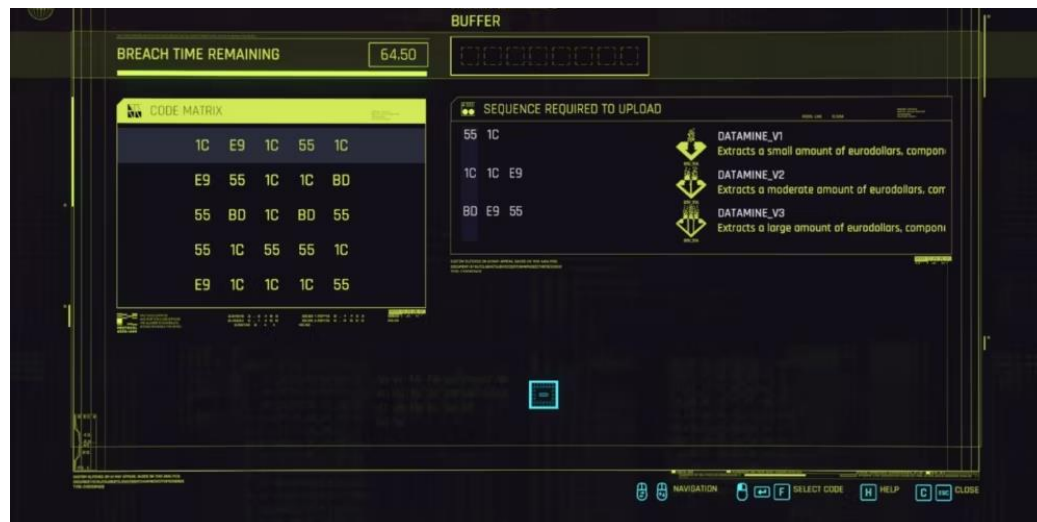 BUFFER
BREACH TIME REMAINING 64.50
CODE MATRIX
1C E9 1C 55 1C
E9 55 1C 1C BD
55 BD 1C BD 55
55 1C 55 55 1C
E9 1C 1C 1C 55
SEQUENCE REQUIRED TO UPLOAD
55 1C
DATAMINE_V1
Extracts a small amount of eurodollars, compon
1C 1C E9
DATAMINE_V2
Extracts a moderate amount of eurodollars, com
BD E9 55
DATAMINE_V3
Extracts a large amount of eurodollars, compon
NAVIGATION F SELECT CODE H HELP C ESC CLOSE